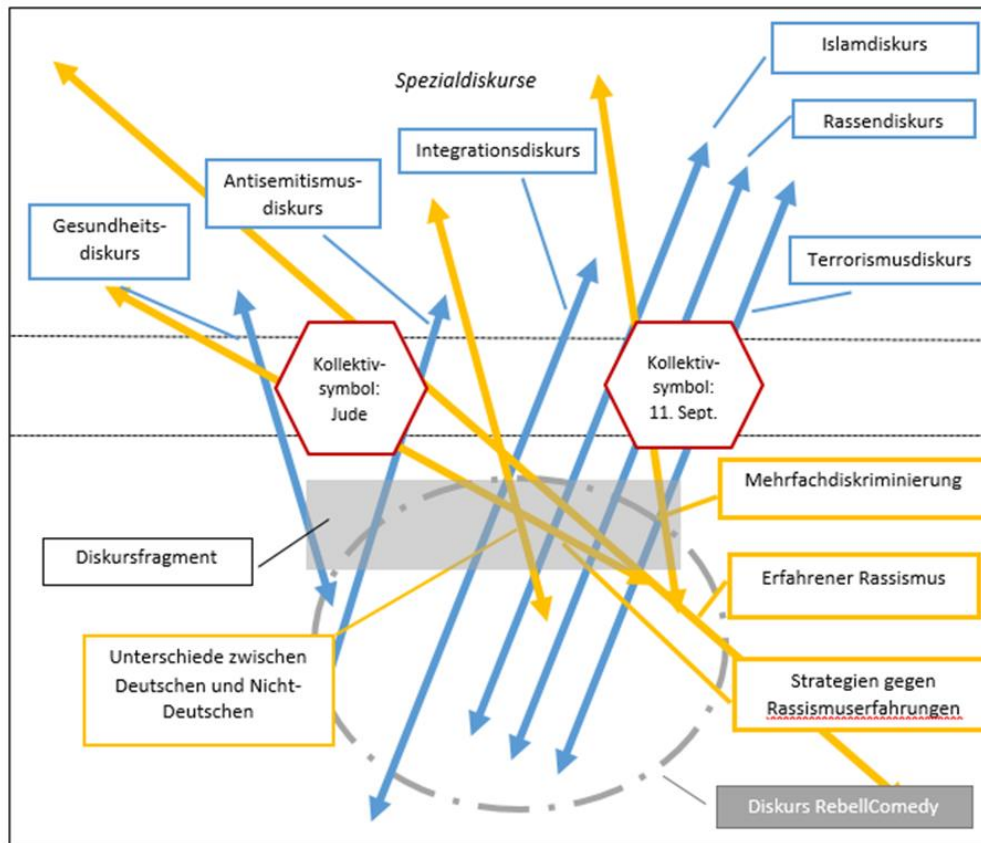 Islamdiskurs
Spezialdiskurse
Rassendiskurs
Integrationsdiskurs
Antisemitismus-
diskurs
Gesundheits-
diskurs
Terrorismusdiskurs
Kollektiv-
symbol:
Jude
Kollektiv-
symbol:
11. Sept.
Mehrfachdiskriminierung
Diskursfragment
Erfahrener Rassismus
Unterschiede zwischen
Deutschen und Nicht-
Deutschen
Strategien gegen
Rassismuserfahrungen
Diskurs RebellComedy